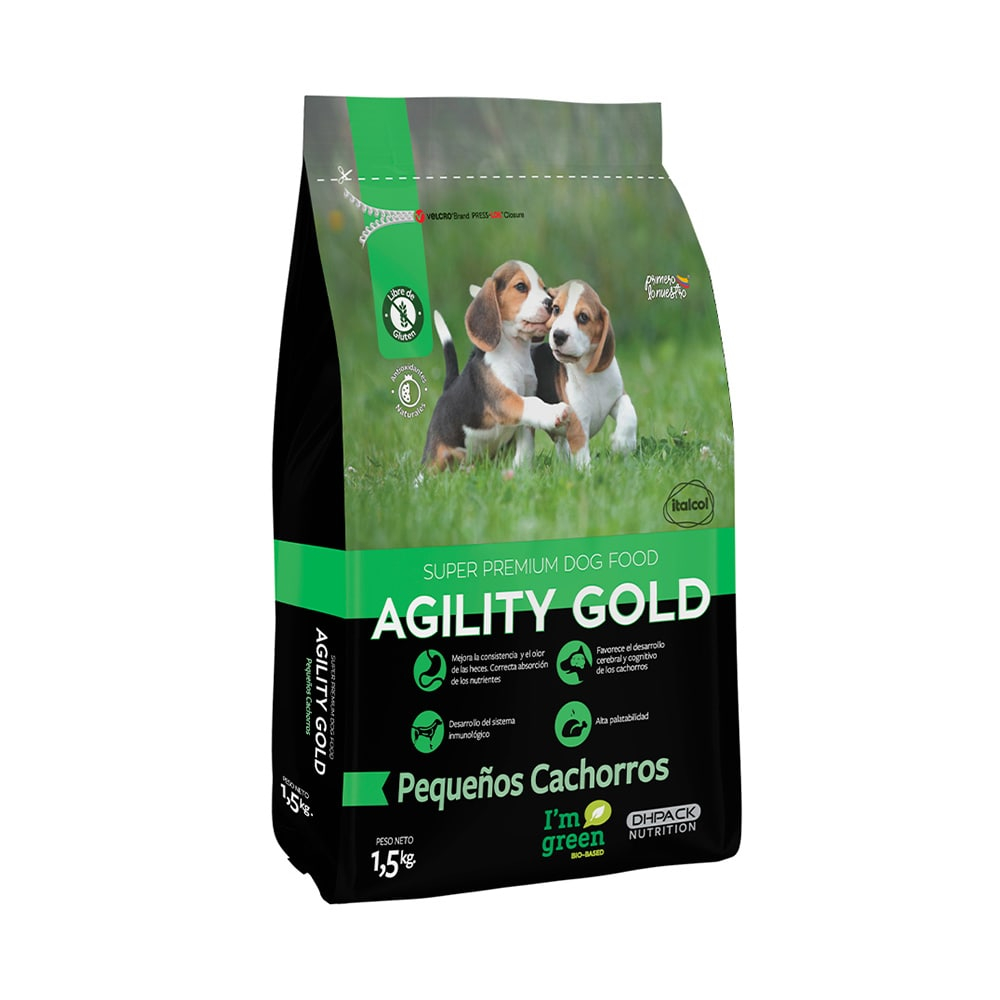 VELCRO® Brand PRESS-LOK® Closure
primero
lo nuestro
Libre de
Gluten
Antioxidantes
Naturales
italcol
SUPER PREMIUM DOG FOOD
AGILITY GOLD
Mejora la consistencia y el olor
de las heces. Correcta absorción
de los nutrientes
Favorece el desarrollo
cerebral y cognitivo
de los cachorros
Desarrollo del sistema
inmunológico
Alta palatabilidad
Pequeños Cachorros
I'm
green
BIO-BASED
DHPACK
NUTRITION
PESO NETO
1,5kg.
AGILITY GOLD
SUPER PREMIUM DOG FOOD
Pequeños Cachorros
PESO NETO
1,5kg.